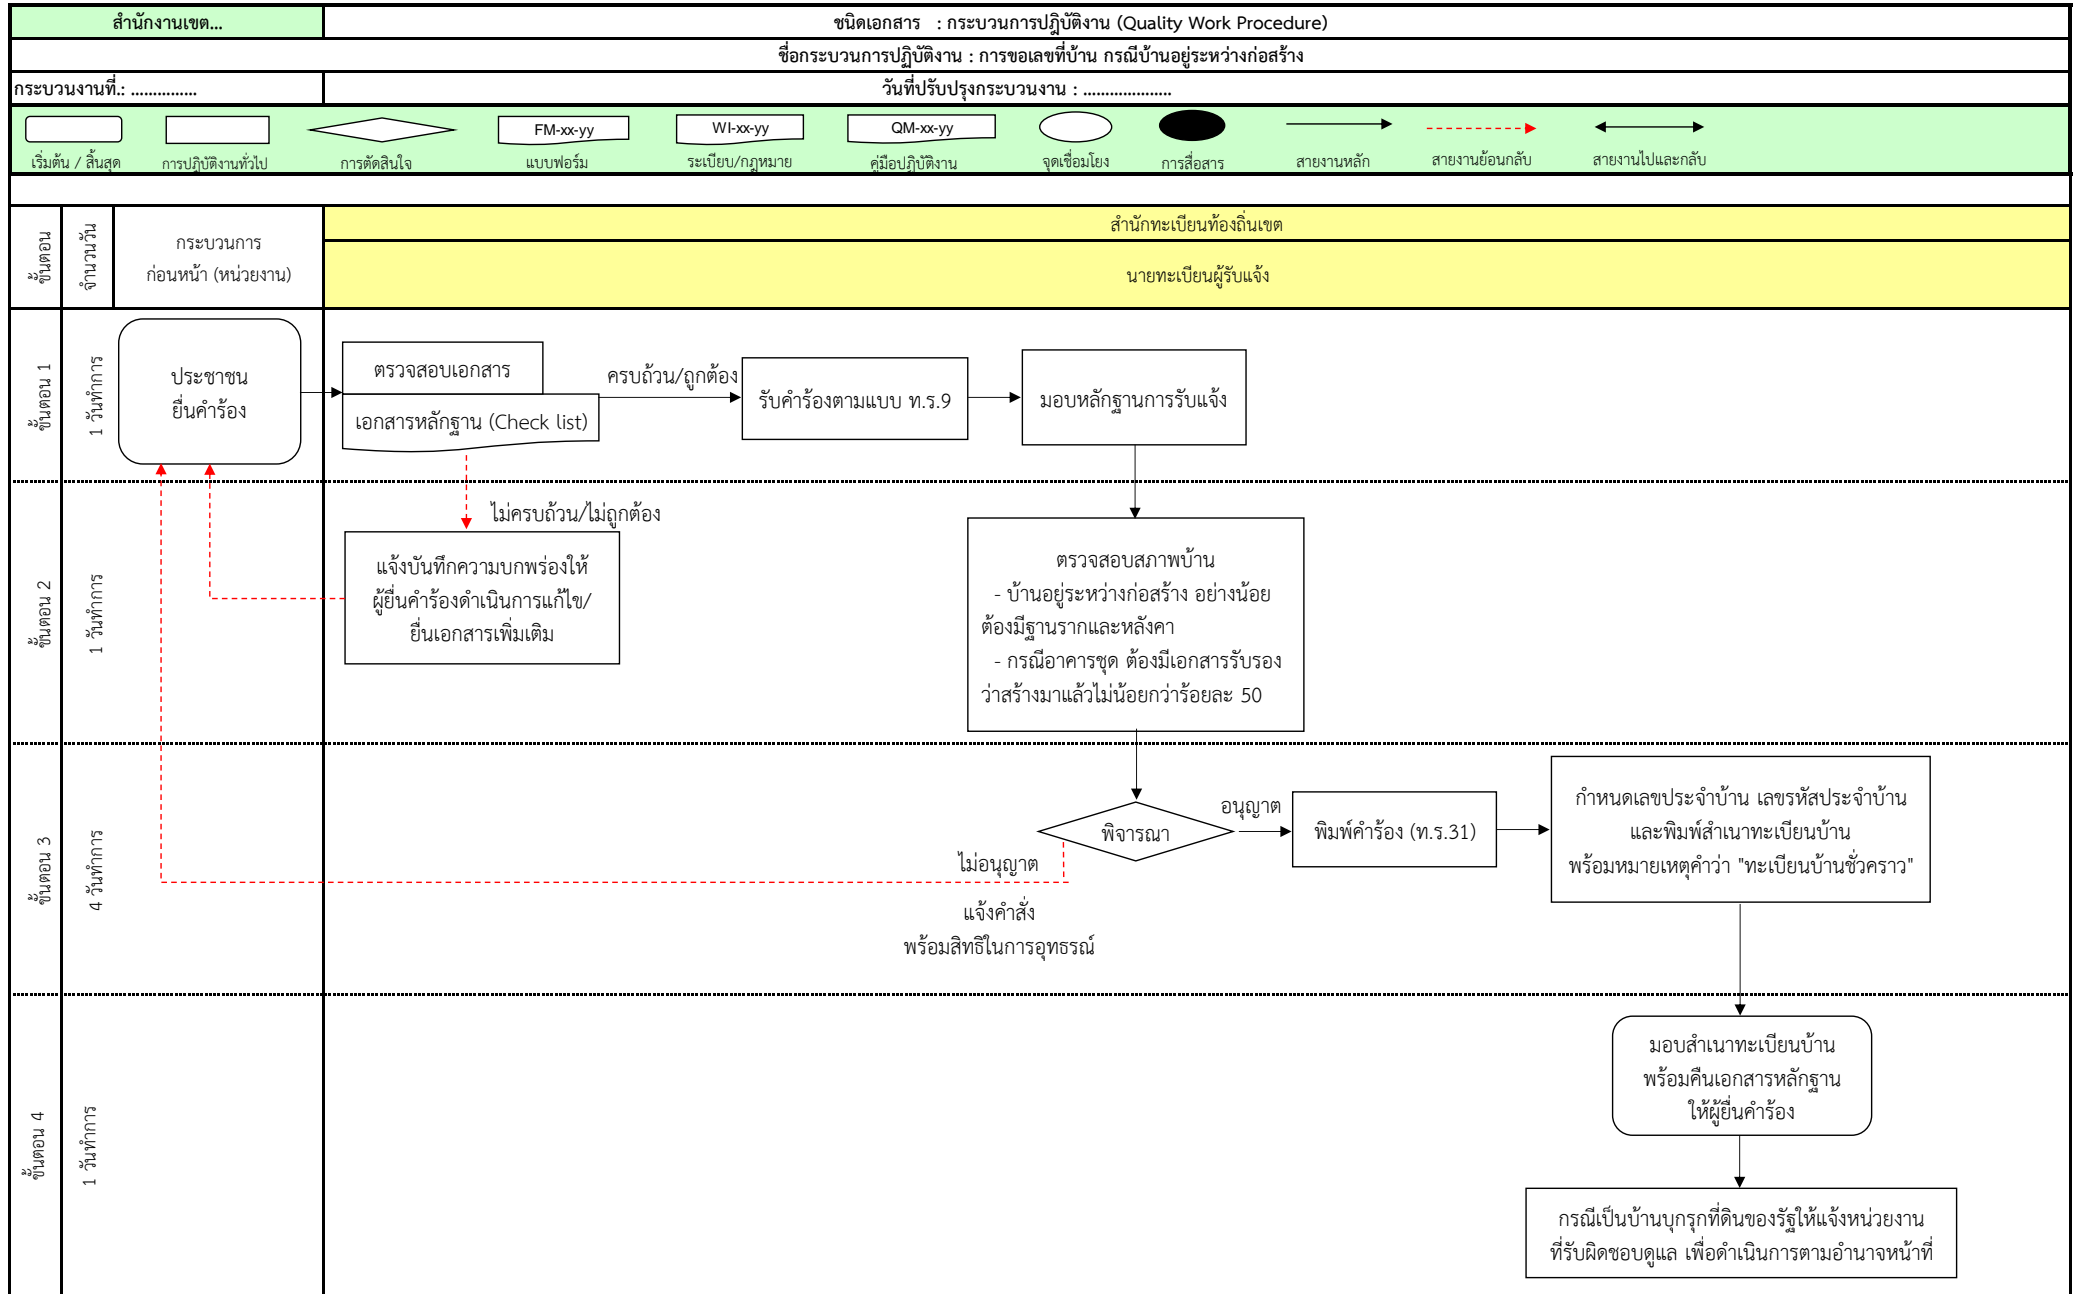 สำนักงานเขต...
ชนิดเอกสาร : กระบวนการปฎิบัติงาน (Quality Work Procedure)
ชื่อกระบวนการปฏิบัติงาน : การขอเลขที่บ้าน กรณีบ้านอยู่ระหว่างก่อสร้าง
กระบวนงานที่.: ...............
วันที่ปรับปรุงกระบวนงาน : ....................
FM-xx-yy
WI-xx-yy
QM-xx-yy
เริ่มต้น / สิ้นสุด
การปฏิบัติงานทั่วไป
การตัดสินใจ
แบบฟอร์ม
ระเบียบ/กฎหมาย
คู่มือปฏิบัติงาน
จุดเชื่อมโยง
การสื่อสาร
สายงานหลัก
สายงานย้อนกลับ
สายงานไปและกลับ
ขั้นตอน
จำนวนวัน
กระบวนการ
ก่อนหน้า (หน่วยงาน)
สำนักทะเบียนท้องถิ่นเขต
นายทะเบียนผู้รับแจ้ง
ขั้นตอน 1
1 วันทำการ
ประชาชน
ยื่นคำร้อง
ตรวจสอบเอกสาร
เอกสารหลักฐาน (Check list)
ครบถ้วน/ถูกต้อง
รับคำร้องตามแบบ ท.ร.9
มอบหลักฐานการรับแจ้ง
ขั้นตอน 2
1 วันทำการ
ไม่ครบถ้วน/ไม่ถูกต้อง
แจ้งบันทึกความบกพร่องให้
ผู้ยื่นคำร้องดำเนินการแก้ไข/
ยื่นเอกสารเพิ่มเติม
ตรวจสอบสภาพบ้าน
- บ้านอยู่ระหว่างก่อสร้าง อย่างน้อย
ต้องมีฐานรากและหลังคา
- กรณีอาคารชุด ต้องมีเอกสารรับรอง
ว่าสร้างมาแล้วไม่น้อยกว่าร้อยละ 50
ขั้นตอน 3
4 วันทำการ
พิจารณา
อนุญาต
พิมพ์คำร้อง (ท.ร.31)
กำหนดเลขประจำบ้าน เลขรหัสประจำบ้าน
และพิมพ์สำเนาทะเบียนบ้าน
พร้อมหมายเหตุคำว่า "ทะเบียนบ้านชั่วคราว"
ไม่อนุญาต
แจ้งคำสั่ง
พร้อมสิทธิในการอุทธรณ์
ขั้นตอน 4
1 วันทำการ
มอบสำเนาทะเบียนบ้าน
พร้อมคืนเอกสารหลักฐาน
ให้ผู้ยื่นคำร้อง
กรณีเป็นบ้านบุกรุกที่ดินของรัฐให้แจ้งหน่วยงาน
ที่รับผิดชอบดูแล เพื่อดำเนินการตามอำนาจหน้าที่